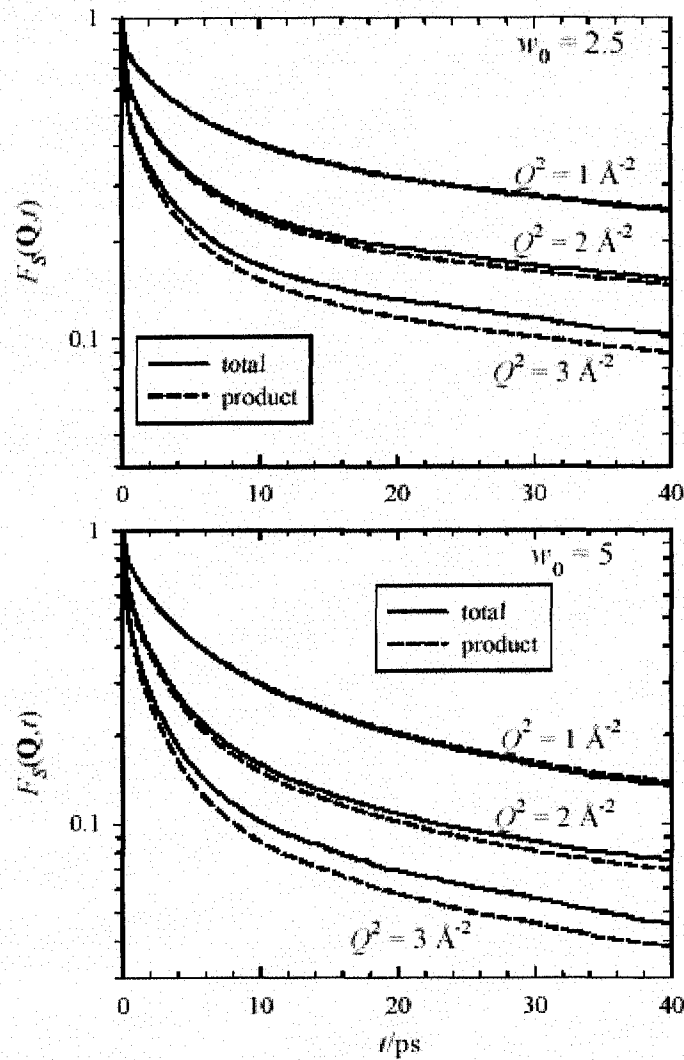 1
w₀ = 2.5
Q² = 1 Å⁻²
Q² = 2 Å⁻²
F_S(Q,t)
0.1
total
product
Q² = 3 Å⁻²
0 10 20 30 40
1
w₀ = 5
total
product
Q² = 1 Å⁻²
F_S(Q,t)
0.1
Q² = 2 Å⁻²
Q² = 3 Å⁻²
0 10 20 30 40
t/ps